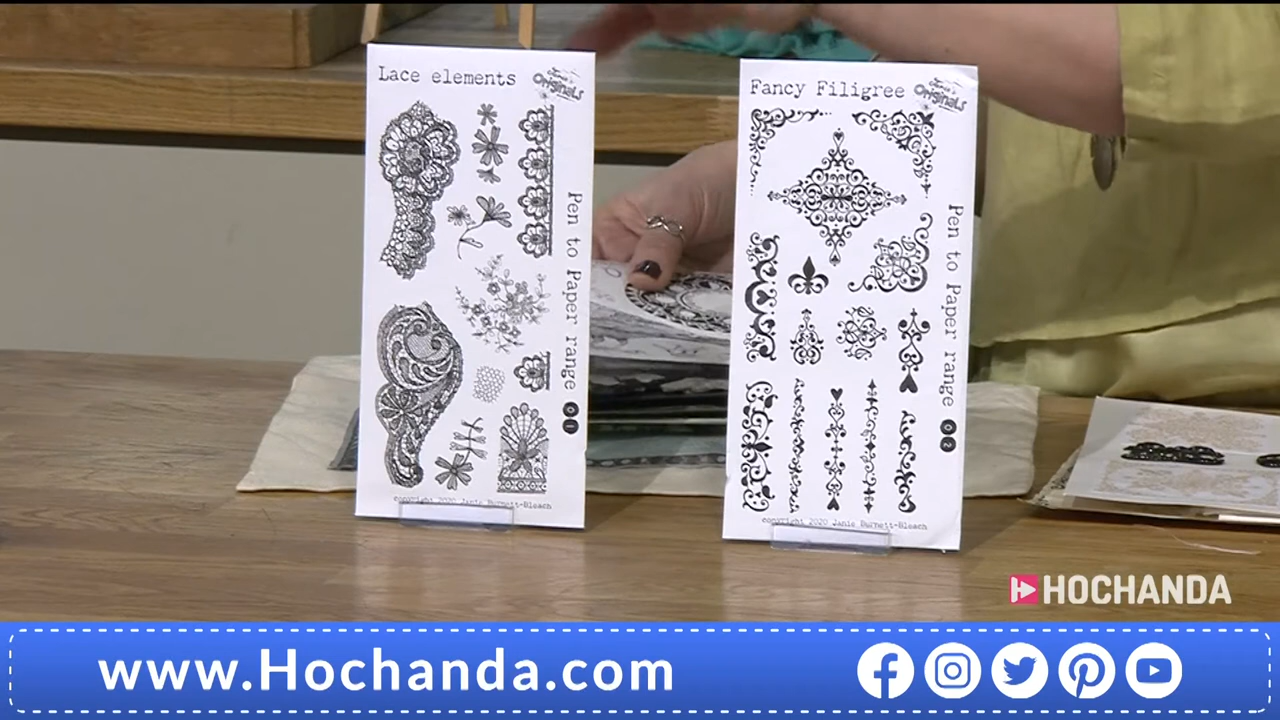 Lace elements
Originals
Pen to Paper range
01
copyright 2020 Janie Burnett-Bleach
Fancy Filigree
Originals
Pen to Paper range
02
copyright 2020 Janie Burnett-Bleach
HOCHANDA
www.Hochanda.com